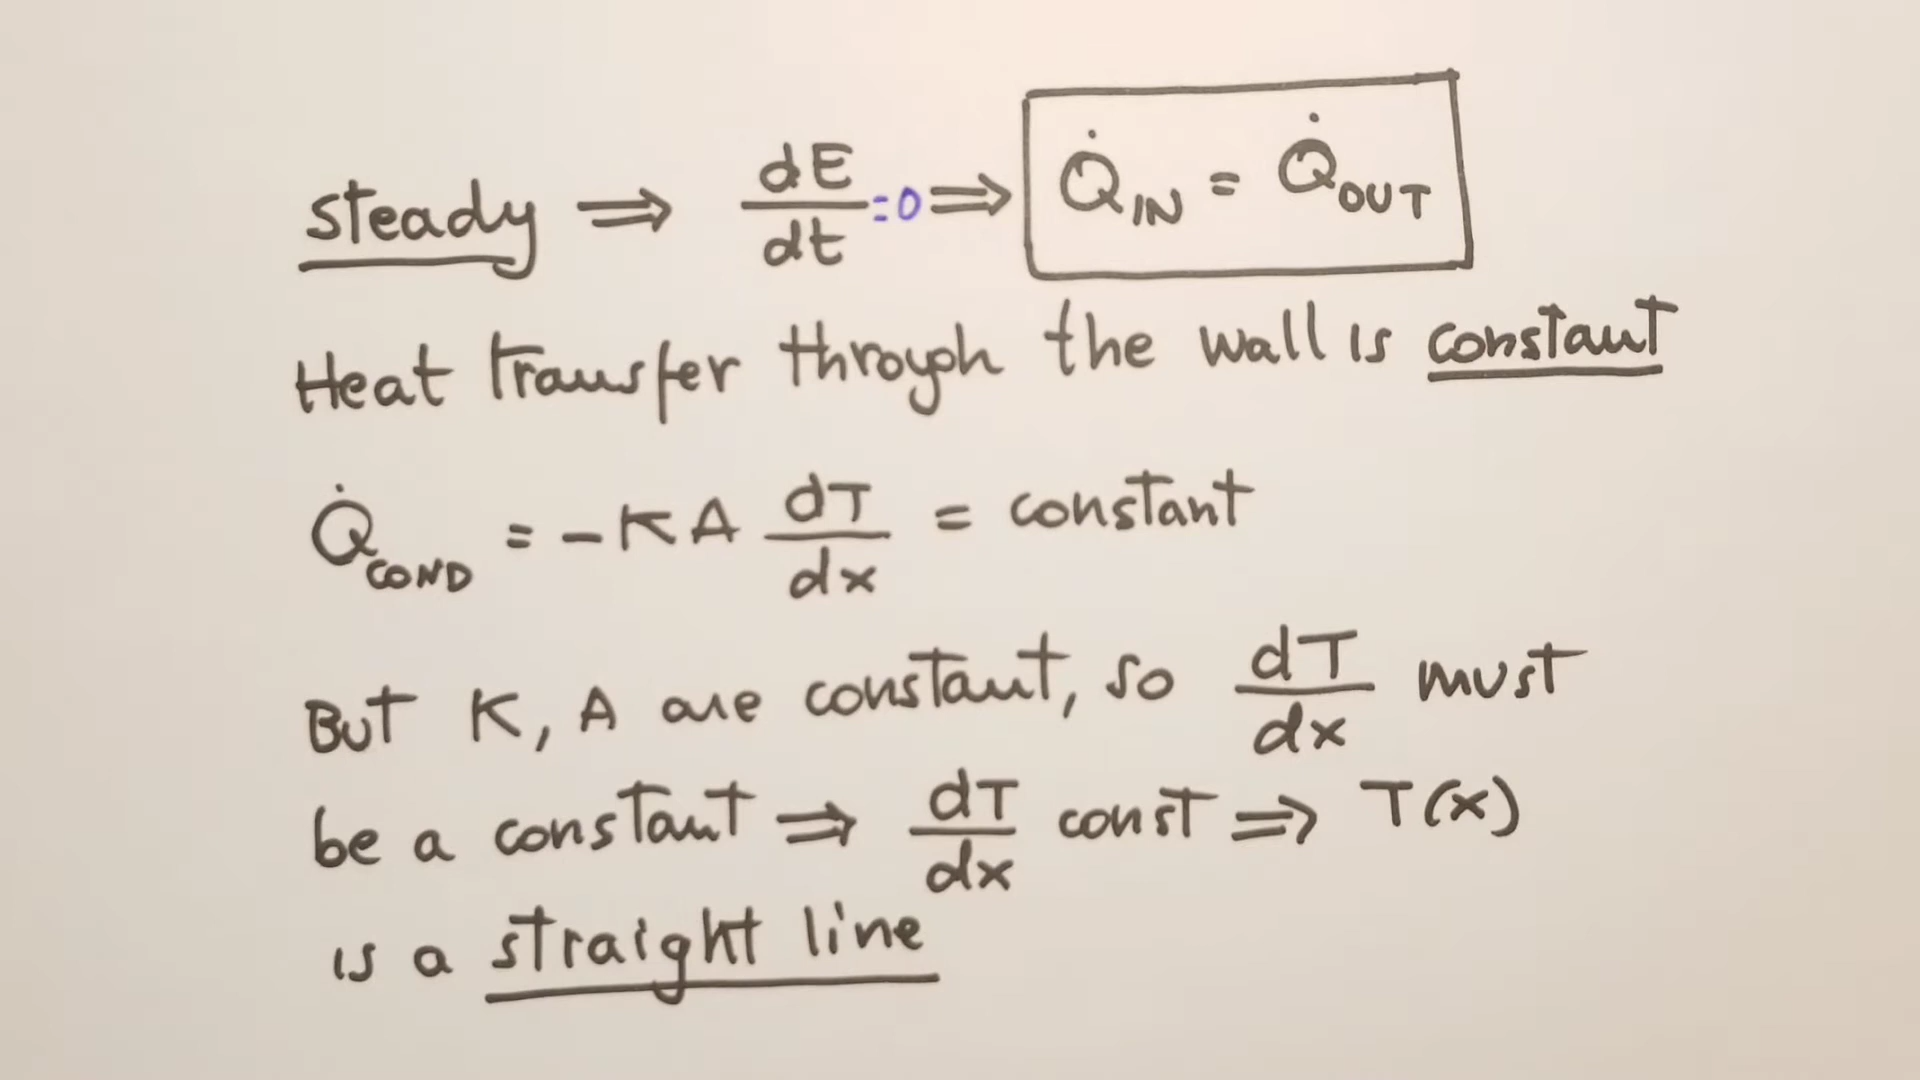 steady ⇒ dE/dt = 0 ⇒ Q̇IN = Q̇OUT
Heat transfer through the wall is constant
Q̇COND = - K A dT/dx = constant
But K, A are constant, so dT/dx must
be a constant ⇒ dT/dx const ⇒ T(x)
is a straight line